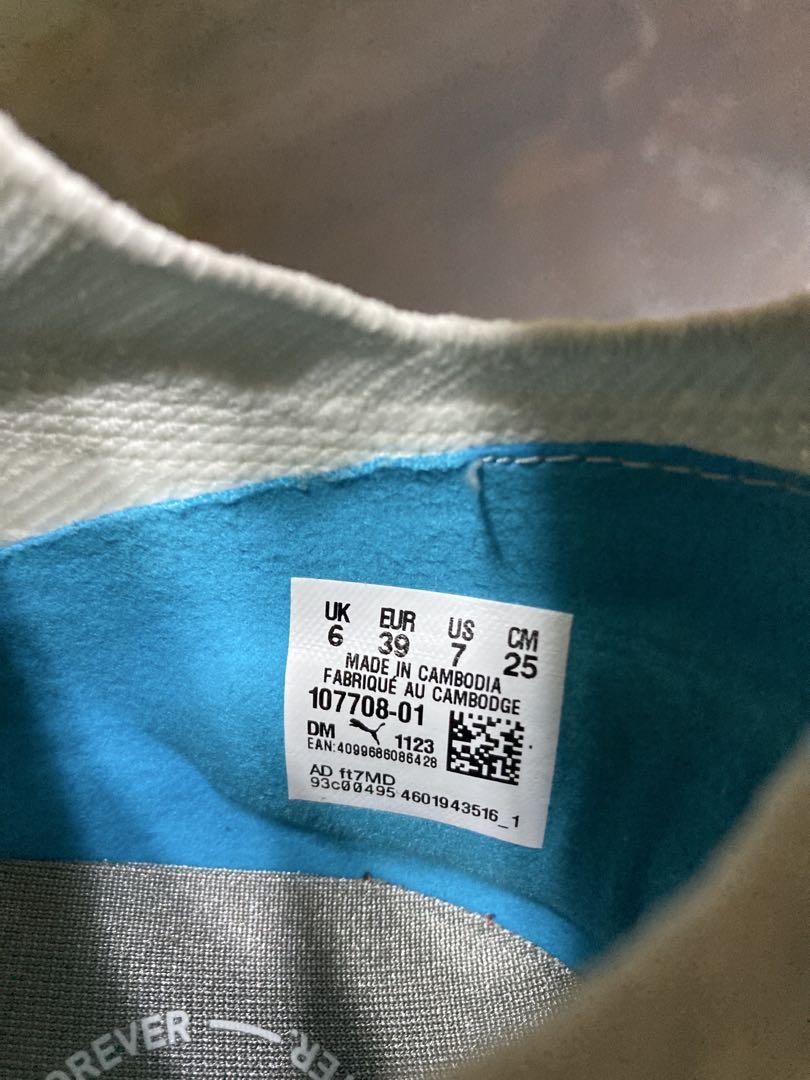 UK EUR US CM
6 39 7 25
MADE IN CAMBODIA
FABRIQUÉ AU CAMBODGE
107708-01
DM 1123
EAN:4099686086428
AD ft7MD
93c00495 4601943516_1
OREVER